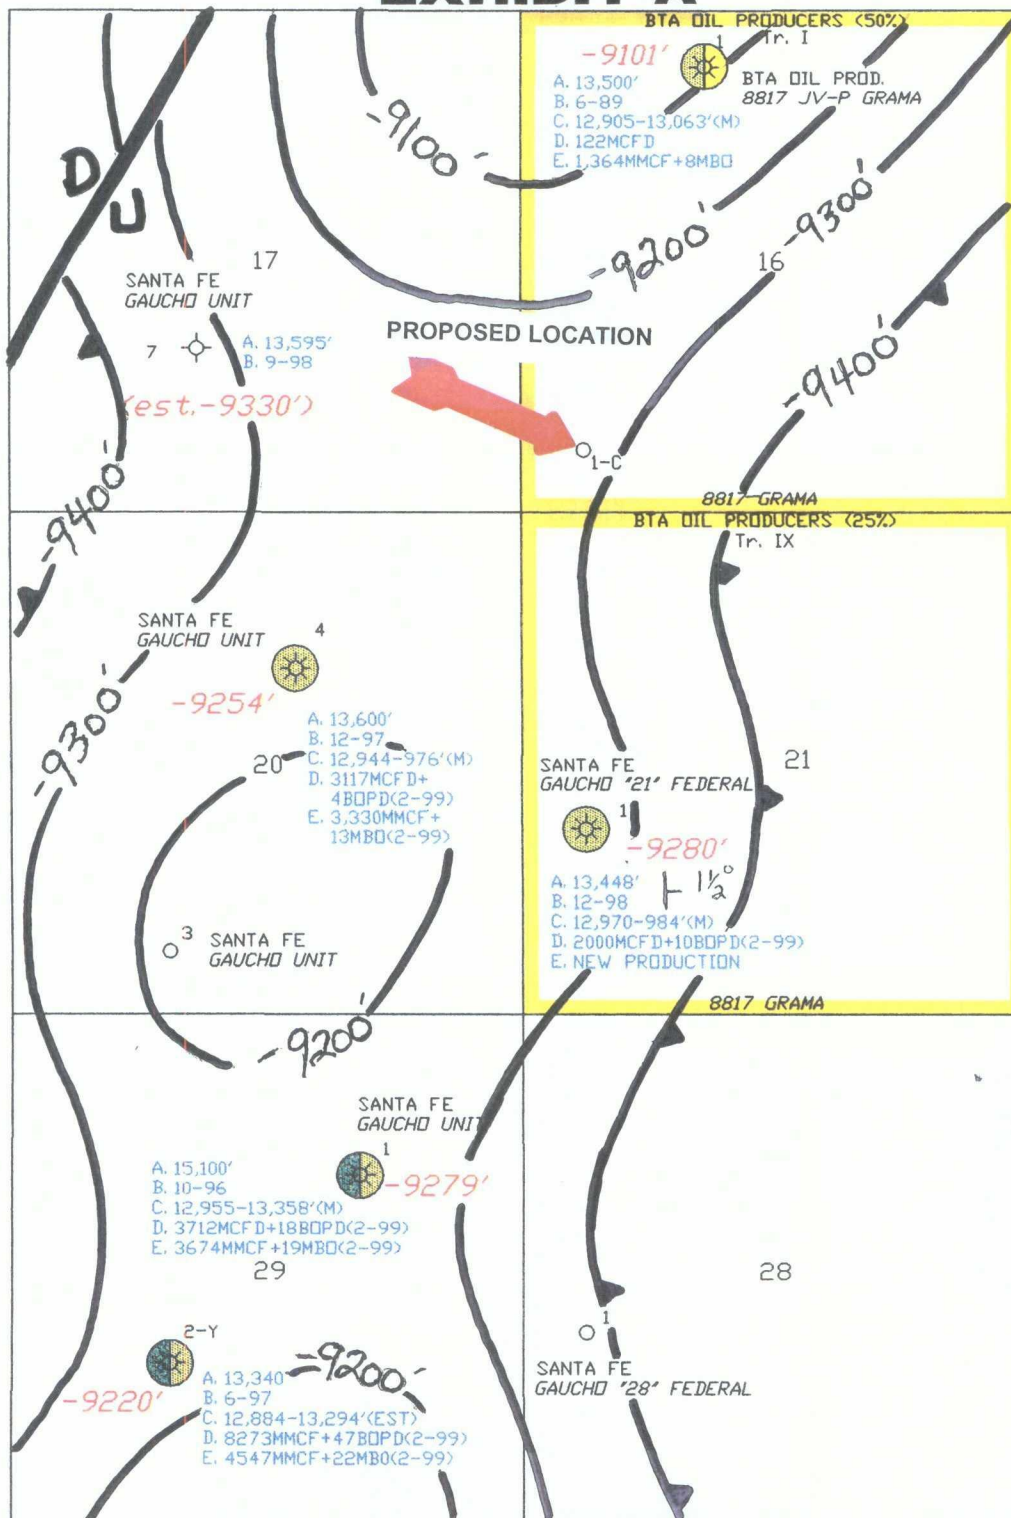 EXHIBIT A
BTA OIL PRODUCERS (50%)
Tr. I
-9101'
1
BTA OIL PROD.
8817 JV-P GRAMA
A. 13,500'
B. 6-89
C. 12,905-13,063'(M)
D. 122MCFD
E. 1,364MMCF+8MBO
-9100'
D
U
-9200'
-9300'
16
17
SANTA FE
GAUCHO UNIT
7
A. 13,595'
B. 9-98
(est.-9330')
PROPOSED LOCATION
-9400'
1-C
8817 GRAMA
-9400'
BTA OIL PRODUCERS (25%)
Tr. IX
SANTA FE
GAUCHO UNIT
4
-9254'
A. 13,600'
B. 12-97
C. 12,944-976'(M)
D. 3117MCFD+
4BOPD(2-99)
E. 3,330MMCF+
13MBO(2-99)
20
-9300'
21
SANTA FE
GAUCHO "21" FEDERAL
1
-9280'
1½°
A. 13,448'
B. 12-98
C. 12,970-984'(M)
D. 2000MCFD+10BOPD(2-99)
E. NEW PRODUCTION
8817 GRAMA
3
SANTA FE
GAUCHO UNIT
-9200'
SANTA FE
GAUCHO UNIT
1
-9279'
A. 15,100'
B. 10-96
C. 12,955-13,358'(M)
D. 3712MCFD+18BOPD(2-99)
E. 3674MMCF+19MBO(2-99)
29
28
2-Y
-9220'
-9200'
A. 13,340'
B. 6-97
C. 12,884-13,294'(EST)
D. 8273MMCF+47BOPD(2-99)
E. 4547MMCF+22MBO(2-99)
1
SANTA FE
GAUCHO "28" FEDERAL